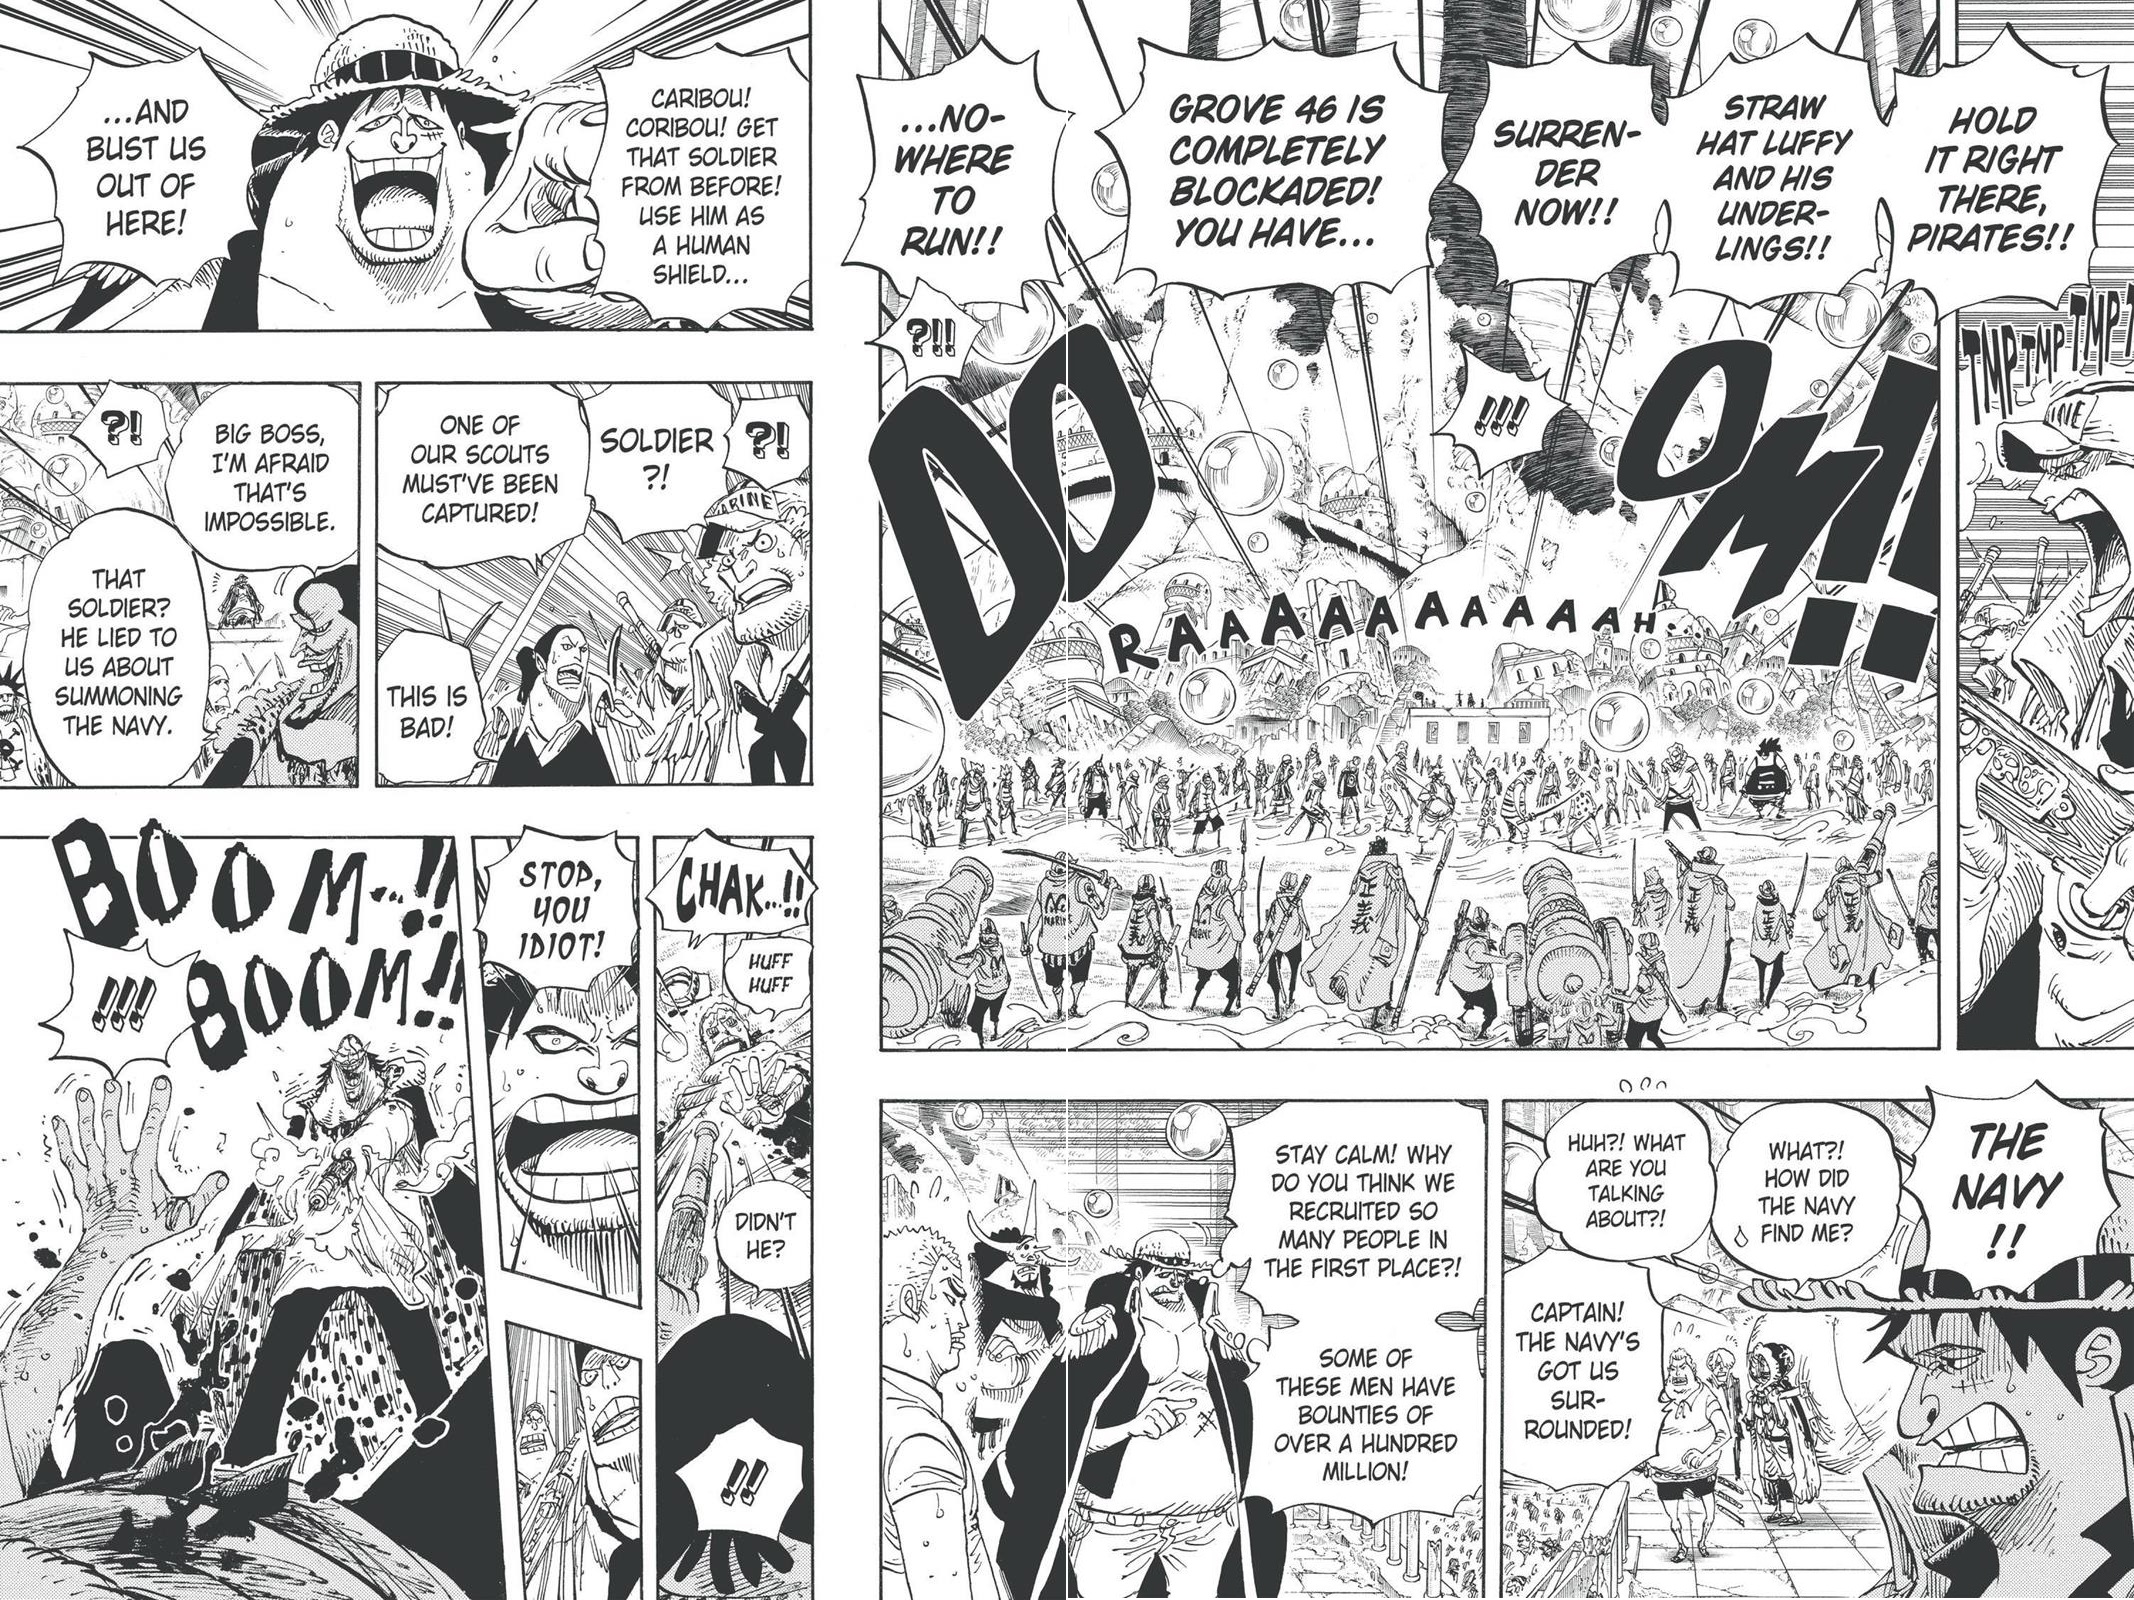 HOLD
IT RIGHT
THERE,
PIRATES!!
TMP TMP TMP T
MARINE
STRAW
HAT LUFFY
AND HIS
UNDER-
LINGS!!
SURREN-
DER
NOW!!
GROVE 46 IS
COMPLETELY
BLOCKADED!
YOU HAVE...
...NO-
WHERE
TO
RUN!!
?!!
!!!
DOOM!!
RAAAAAAAAAAH
MARINE
THE
NAVY
!!
WHAT?!
HOW DID
THE NAVY
FIND ME?
HUH?! WHAT
ARE YOU
TALKING
ABOUT?!
CAPTAIN!
THE NAVY'S
GOT US
SUR-
ROUNDED!
STAY CALM! WHY
DO YOU THINK WE
RECRUITED SO
MANY PEOPLE IN
THE FIRST PLACE?!
SOME OF
THESE MEN HAVE
BOUNTIES OF
OVER A HUNDRED
MILLION!
CARIBOU!
CORIBOU! GET
THAT SOLDIER
FROM BEFORE!
USE HIM AS
A HUMAN
SHIELD...
...AND
BUST US
OUT OF
HERE!
?!
SOLDIER
?!
MARINE
ONE OF
OUR SCOUTS
MUST'VE BEEN
CAPTURED!
THIS IS
BAD!
BIG BOSS,
I'M AFRAID
THAT'S
IMPOSSIBLE.
?!
THAT
SOLDIER?
HE LIED TO
US ABOUT
SUMMONING
THE NAVY.
CHAK...!!
HUFF
HUFF
DIDN'T
HE?
!!
STOP,
YOU
IDIOT!
BOOM...!!
BOOM!!
!!!